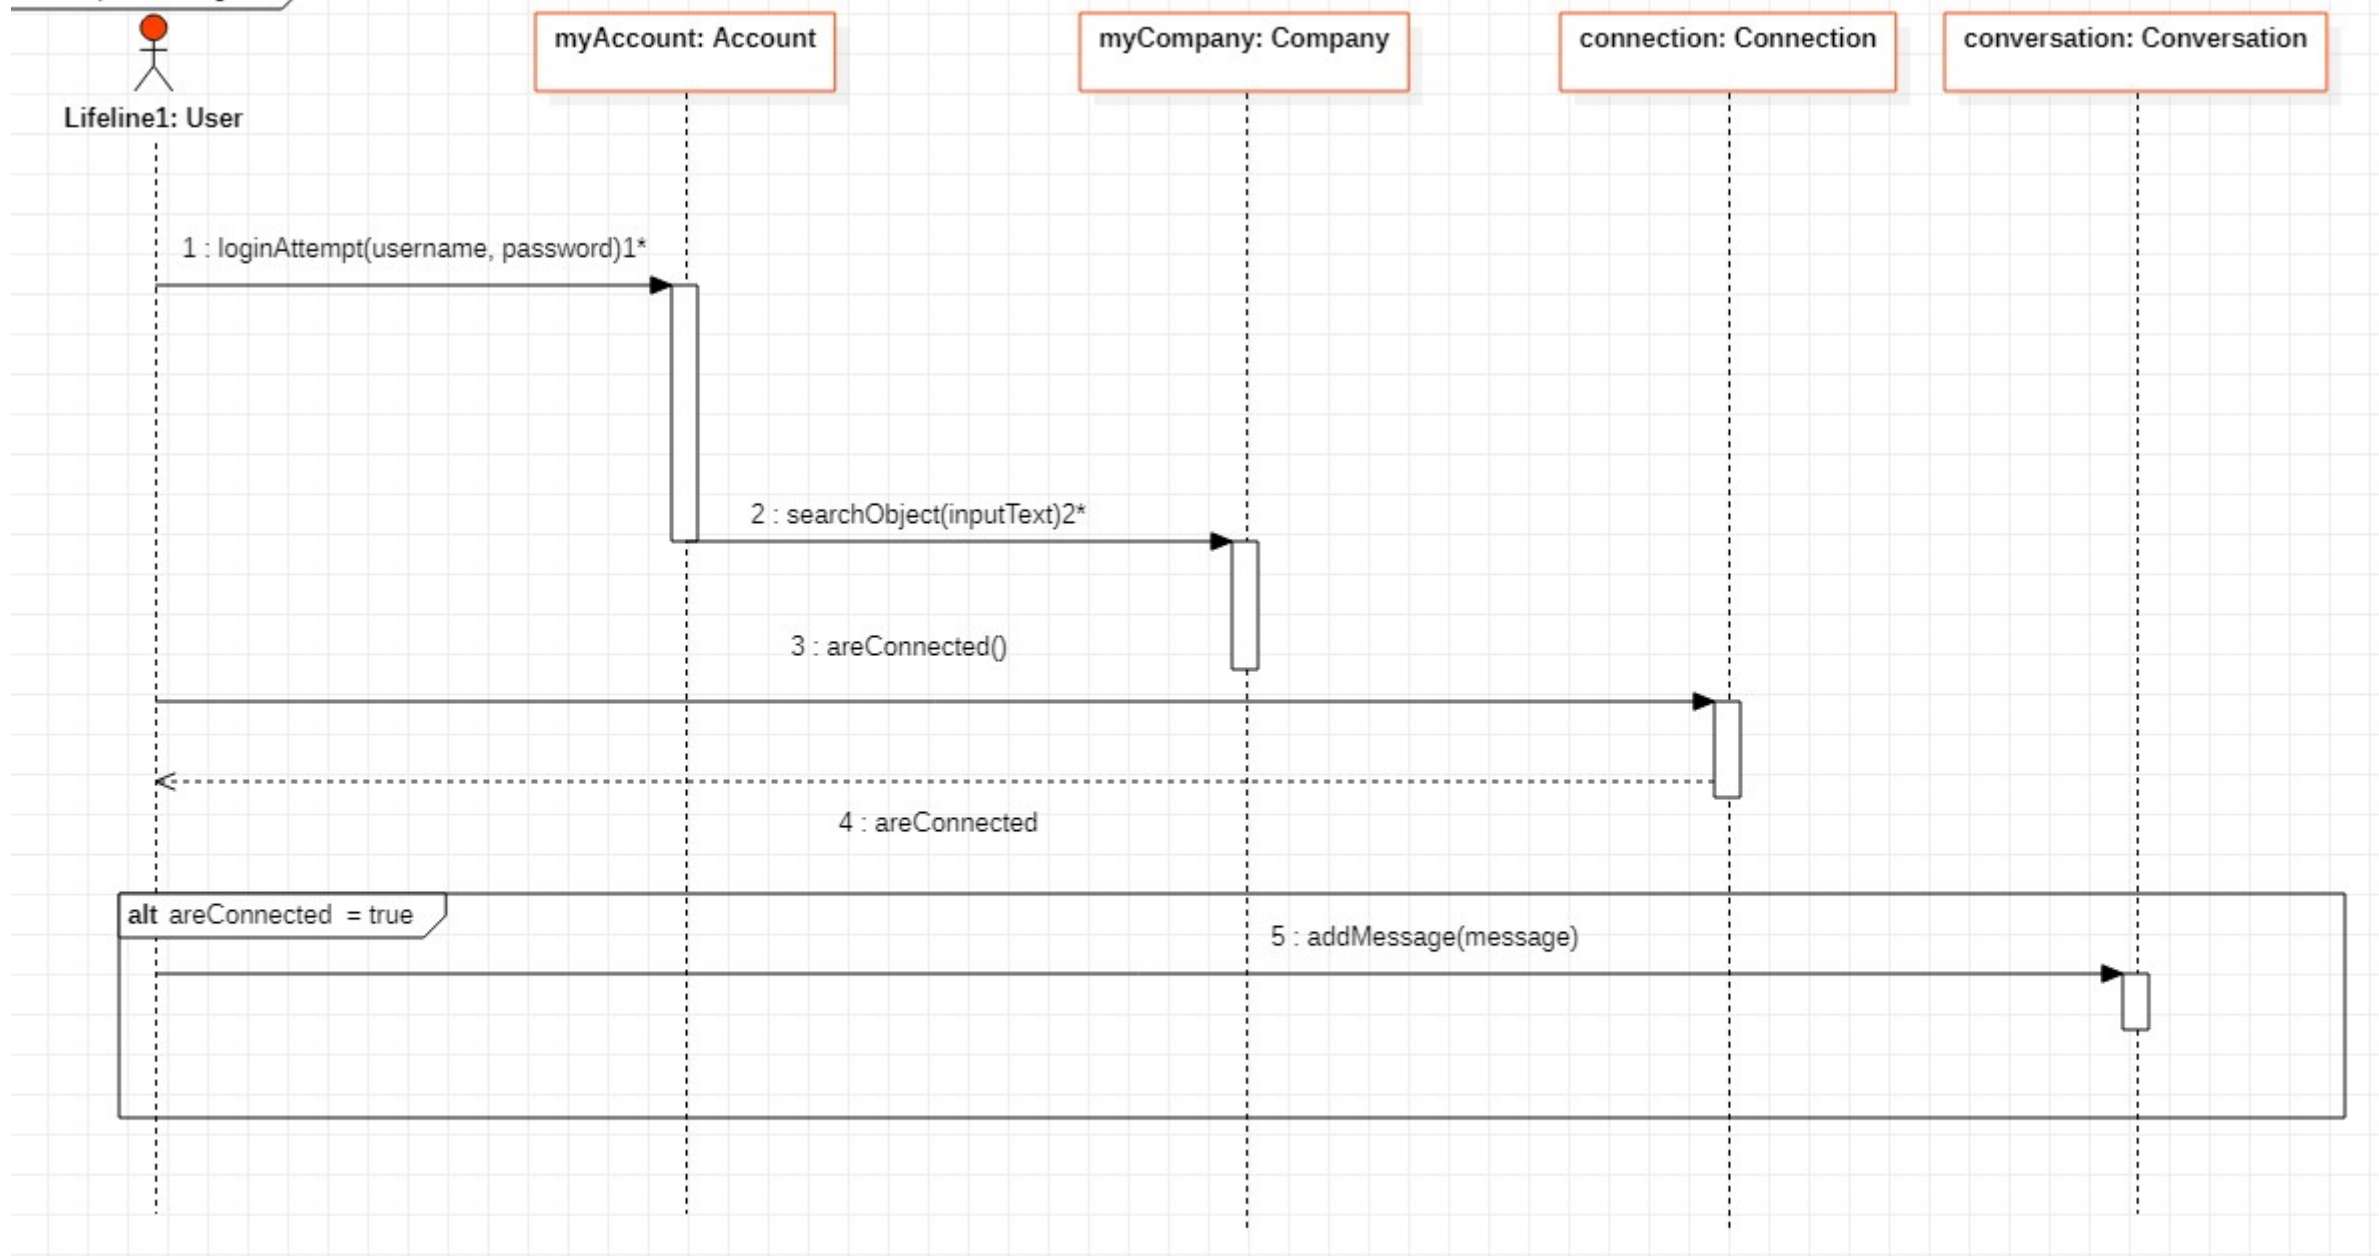 myAccount: Account
myCompany: Company
connection: Connection
conversation: Conversation
Lifeline1: User
1 : loginAttempt(username, password)1*
2 : searchObject(inputText)2*
3 : areConnected()
4 : areConnected
alt areConnected = true
5 : addMessage(message)